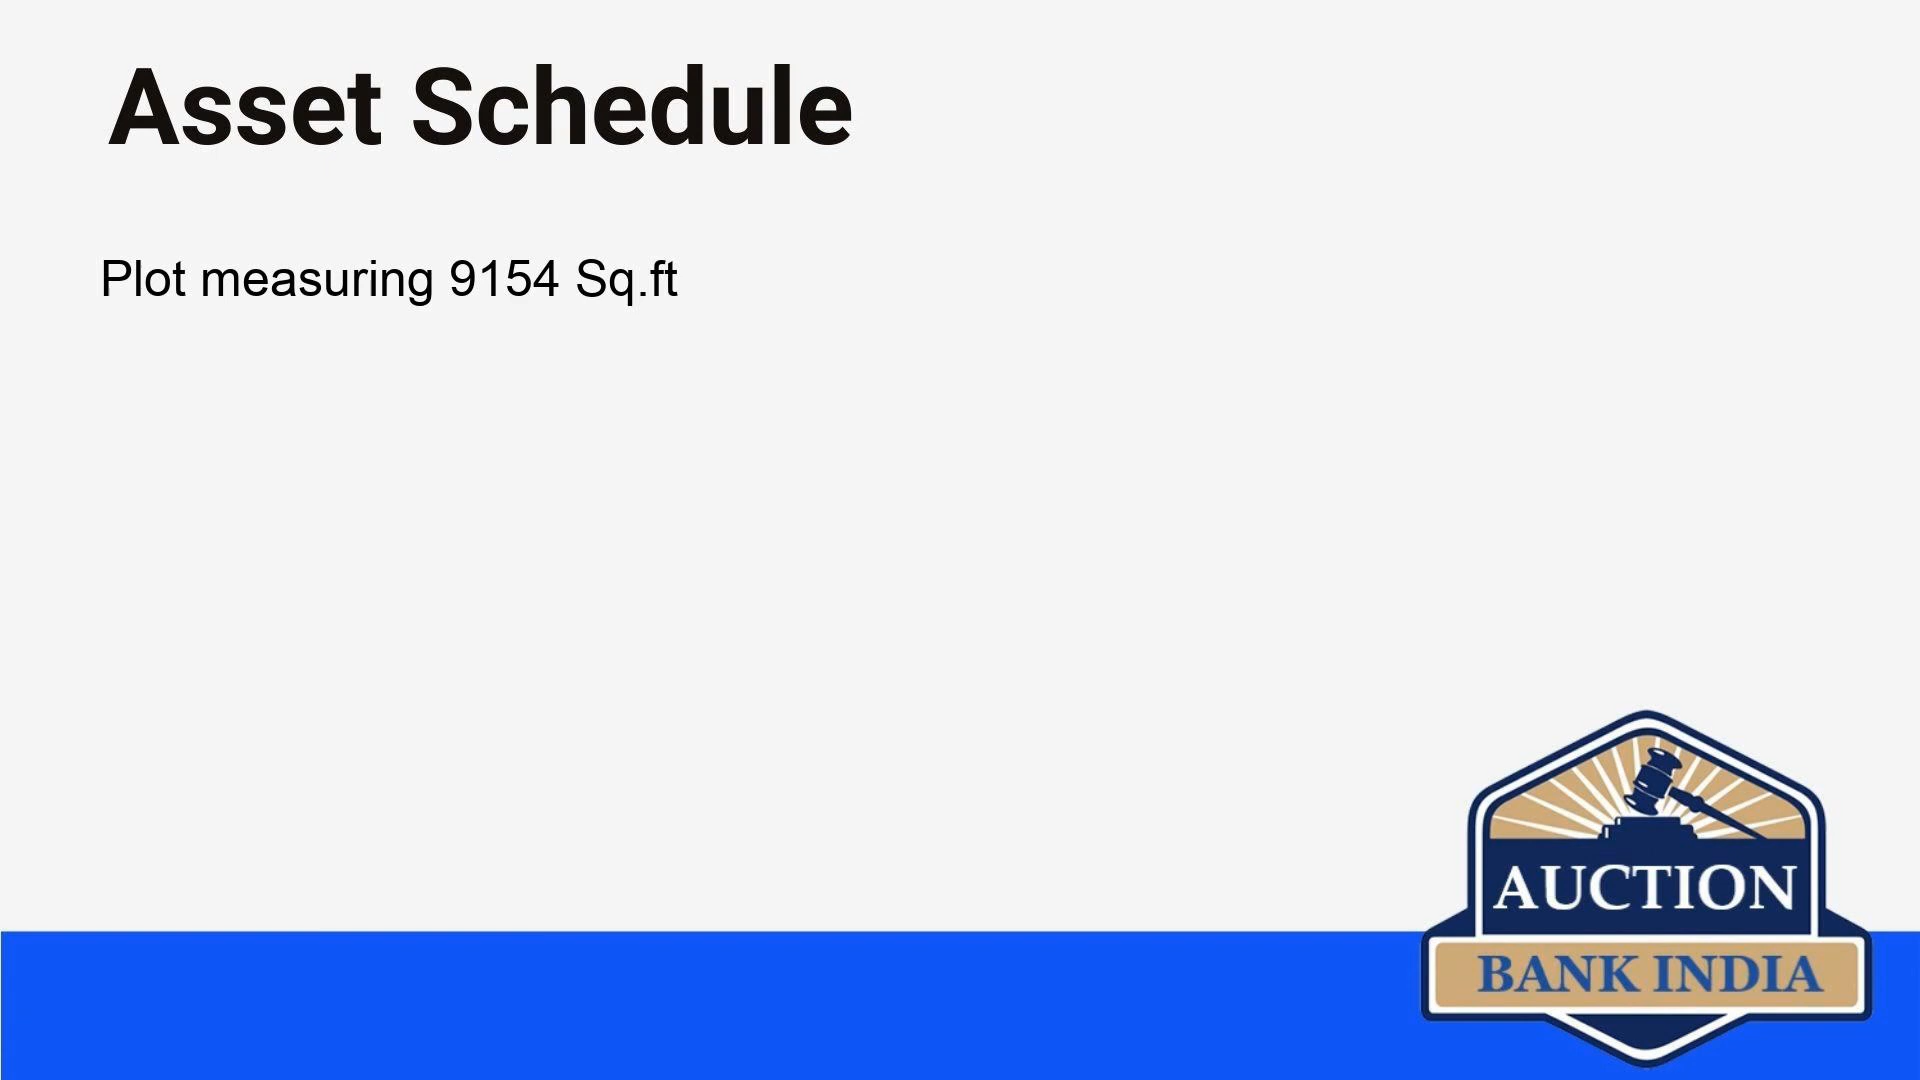 Asset Schedule
Plot measuring 9154 Sq.ft
AUCTION
BANK INDIA